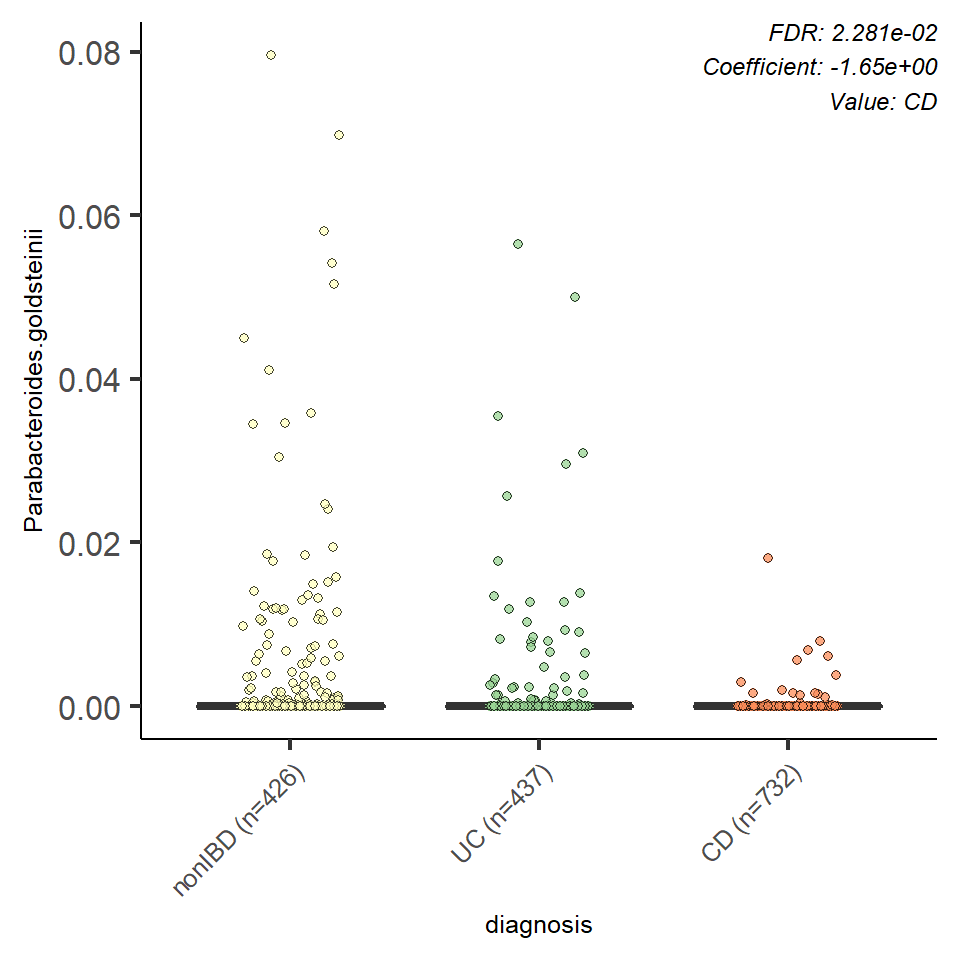 FDR: 2.281e-02
Coefficient: -1.65e+00
Value: CD
0.08
0.06
0.04
0.02
0.00
Parabacteroides.goldsteinii
nonIBD (n=426)
UC (n=437)
CD (n=732)
diagnosis